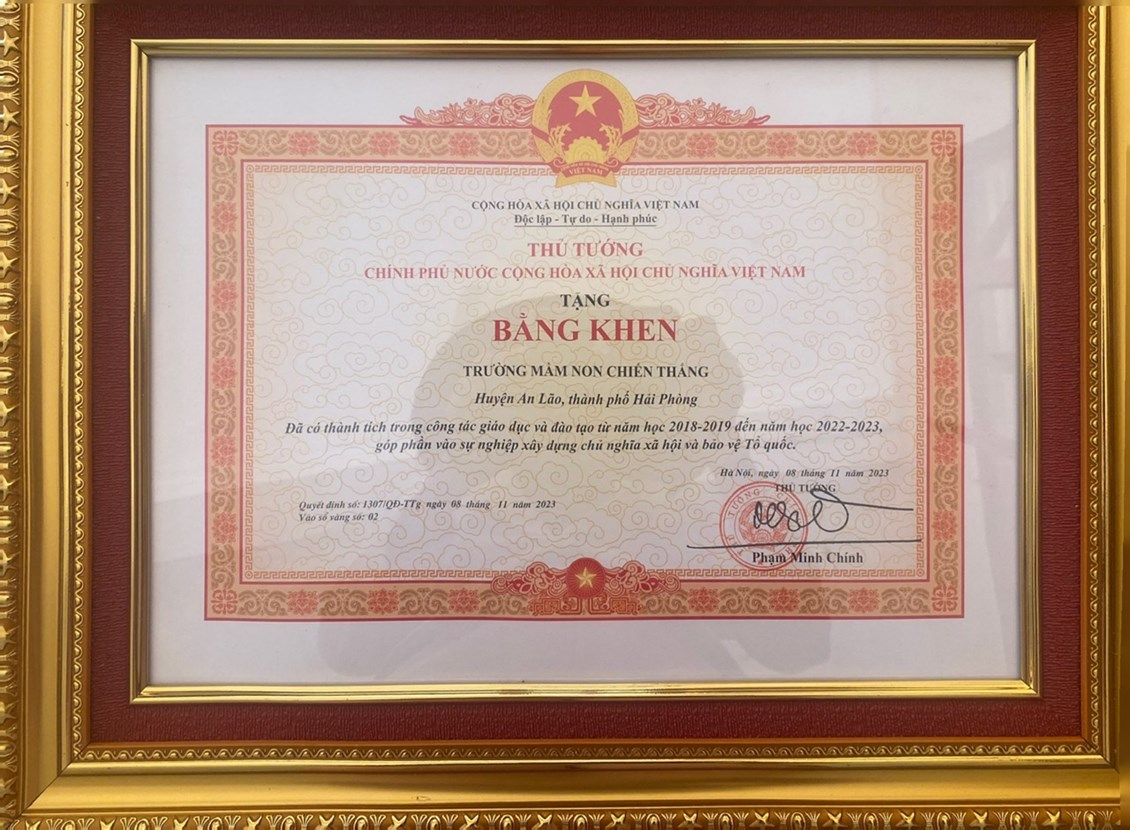 VIỆT NAM
CỘNG HÒA XÃ HỘI CHỦ NGHĨA VIỆT NAM
Độc lập - Tự do - Hạnh phúc
THỦ TƯỚNG
CHÍNH PHỦ NƯỚC CỘNG HÒA XÃ HỘI CHỦ NGHĨA VIỆT NAM
TẶNG
BẰNG KHEN
TRƯỜNG MẦM NON CHIẾN THẮNG
Huyện An Lão, thành phố Hải Phòng
Đã có thành tích trong công tác giáo dục và đào tạo từ năm học 2018-2019 đến năm học 2022-2023,
góp phần vào sự nghiệp xây dựng chủ nghĩa xã hội và bảo vệ Tổ quốc.
Hà Nội, ngày 08 tháng 11 năm 2023
THỦ TƯỚNG
Quyết định số: 1307/QĐ-TTg ngày 08 tháng 11 năm 2023
Vào sổ vàng số: 02
Phạm Minh Chính